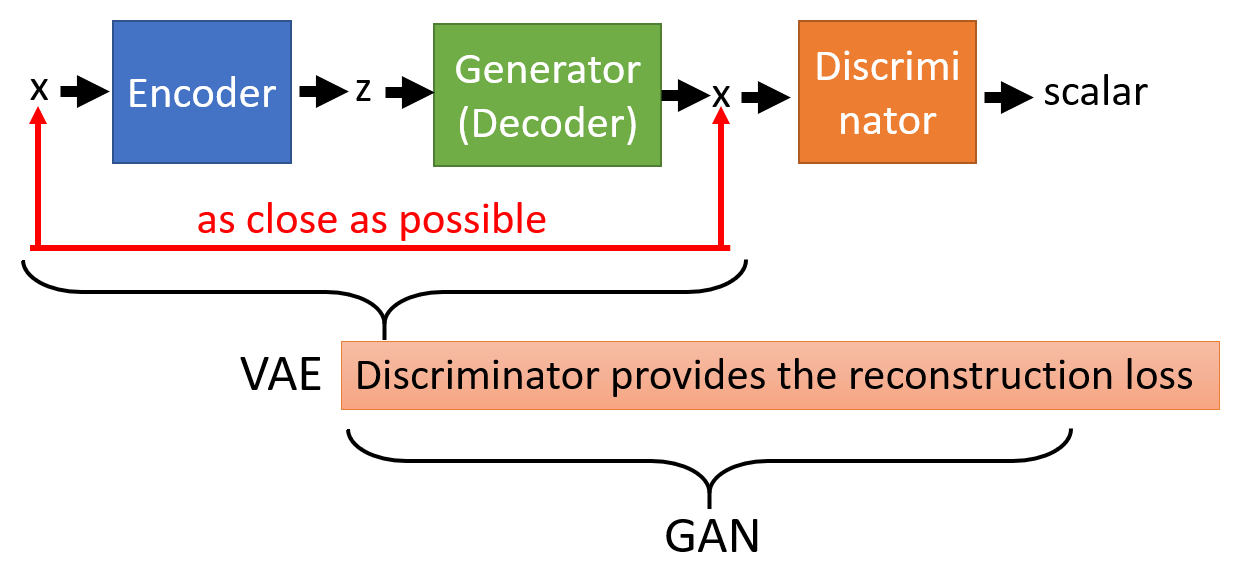 x
Encoder
z
Generator
(Decoder)
x
Discrimi
nator
scalar
as close as possible
VAE
Discriminator provides the reconstruction loss
GAN